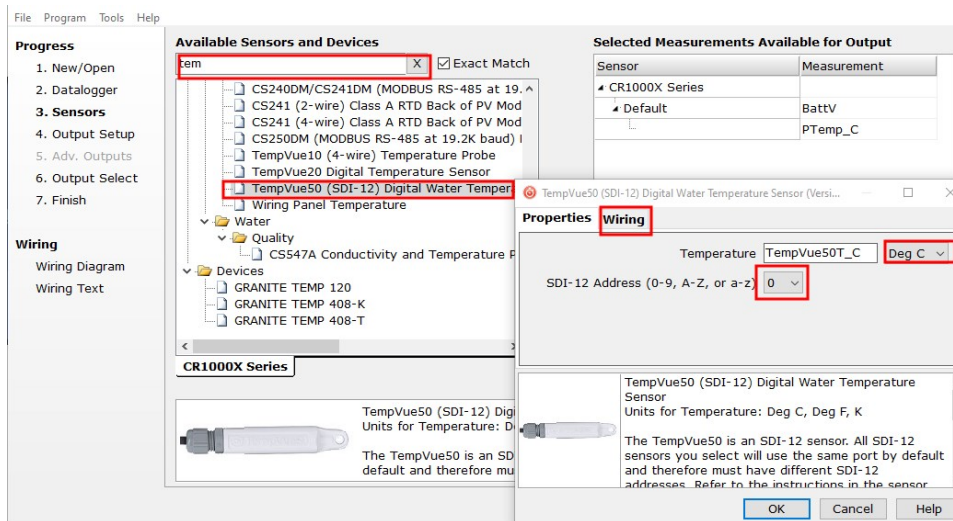 File Program Tools Help
Progress
1. New/Open
2. Datalogger
3. Sensors
4. Output Setup
5. Adv. Outputs
6. Output Select
7. Finish
Wiring
Wiring Diagram
Wiring Text
Available Sensors and Devices
tem X Exact Match
CS240DM/CS241DM (MODBUS RS-485 at 19.
CS241 (2-wire) Class A RTD Back of PV Mod
CS241 (4-wire) Class A RTD Back of PV Mod
CS250DM (MODBUS RS-485 at 19.2K baud)
TempVue10 (4-wire) Temperature Probe
TempVue20 Digital Temperature Sensor
TempVue50 (SDI-12) Digital Water Tempera
Wiring Panel Temperature
Water
Quality
CS547A Conductivity and Temperature P
Devices
GRANITE TEMP 120
GRANITE TEMP 408-K
GRANITE TEMP 408-T
CR1000X Series
TempVue50 (SDI-12) Digi
Units for Temperature: D
The TempVue50 is an SD
default and therefore mu
Selected Measurements Available for Output
Sensor Measurement
CR1000X Series
Default BattV
PTemp_C
TempVue50 (SDI-12) Digital Water Temperature Sensor (Versi...
Properties Wiring
Temperature TempVue50T_C Deg C
SDI-12 Address (0-9, A-Z, or a-z) 0
TempVue50 (SDI-12) Digital Water Temperature
Sensor
Units for Temperature: Deg C, Deg F, K
The TempVue50 is an SDI-12 sensor. All SDI-12
sensors you select will use the same port by default
and therefore must have different SDI-12
addresses. Refer to the instructions in the sensor
OK Cancel Help